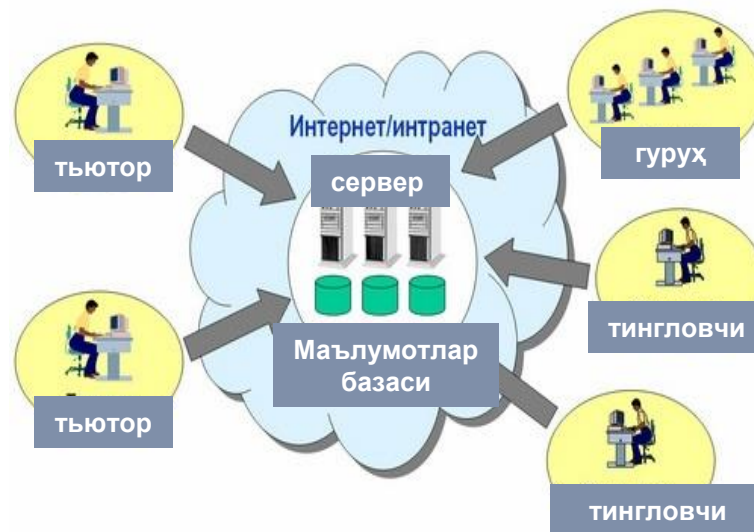 Интернет/интранет
тьютор
сервер
гуруҳ
тингловчи
тьютор
Маълумотлар
базаси
тингловчи